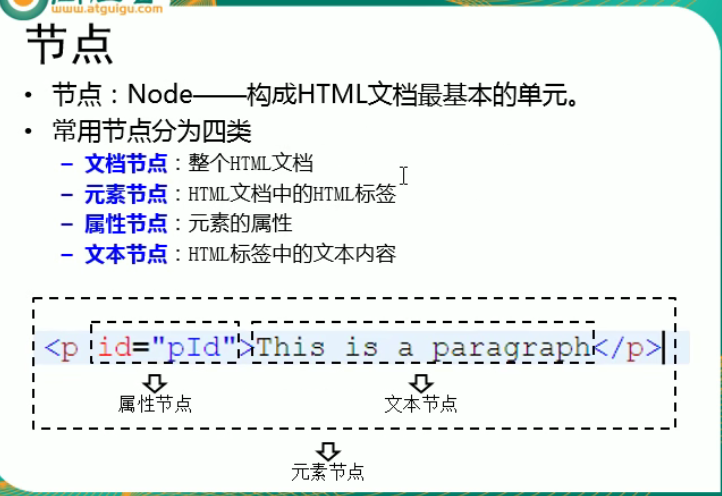 www.atguigu.com
节点
• 节点：Node——构成HTML文档最基本的单元。
• 常用节点分为四类
– 文档节点：整个HTML文档
– 元素节点：HTML文档中的HTML标签
– 属性节点：元素的属性
– 文本节点：HTML标签中的文本内容
<p id="pId">This is a paragraph</p>
属性节点 文本节点
元素节点